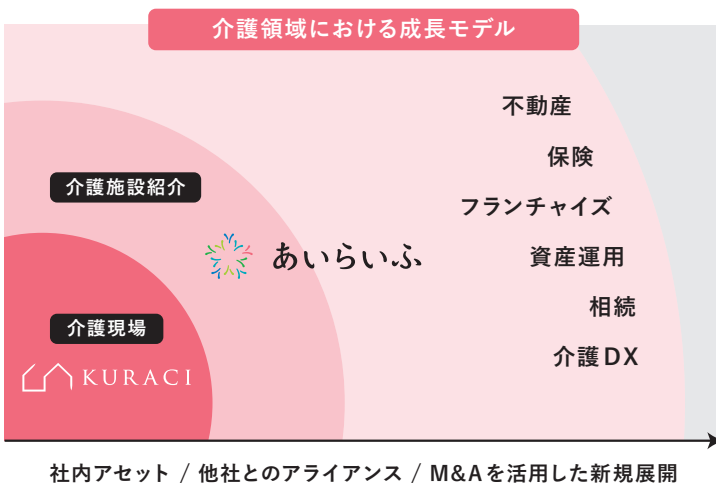 介護領域における成長モデル
不動産
保険
介護施設紹介
フランチャイズ
あいらいふ
資産運用
相続
介護現場
介護DX
KURACI
社内アセット / 他社とのアライアンス / M&Aを活用した新規展開